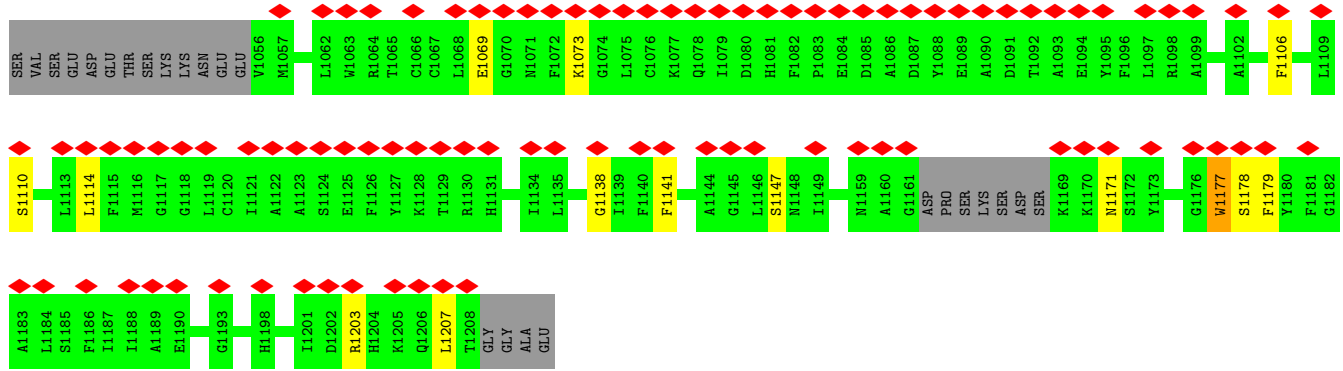 SER VAL SER GLU ASP GLU THR SER LYS LYS ASN GLU GLU V1056 M1057 L1062 W1063 R1064 T1065 C1066 C1067 L1068 E1069 G1070 N1071 F1072 K1073 G1074 L1075 C1076 K1077 Q1078 I1079 D1080 H1081 F1082 P1083 E1084 D1085 A1086 D1087 Y1088 E1089 A1090 D1091 T1092 A1093 E1094 Y1095 F1096 L1097 R1098 A1099 A1102 F1106 L1109
S1110 L1113 L1114 F1115 M1116 G1117 G1118 L1119 C1120 I1121 A1122 A1123 S1124 E1125 F1126 Y1127 K1128 T1129 R1130 H1131 I1134 L1135 G1138 I1139 F1140 F1141 A1144 G1145 L1146 S1147 N1148 I1149 N1159 A1160 G1161 ASP PRO SER LYS SER ASP SER K1169 K1170 N1171 S1172 Y1173 G1176 W1177 S1178 F1179 Y1180 F1181 G1182
A1183 L1184 S1185 F1186 I1187 I1188 A1189 E1190 G1193 H1198 I1201 D1202 R1203 H1204 K1205 Q1206 L1207 T1208 GLY GLY ALA GLU